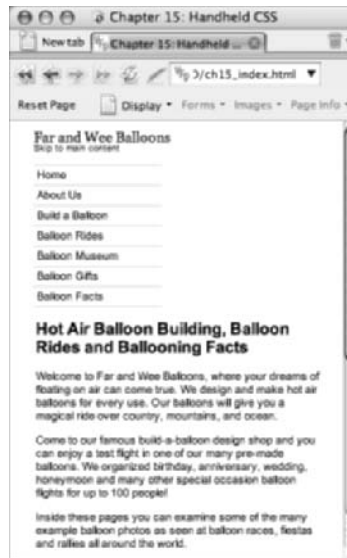 Chapter 15: Handheld CSS
New tab Chapter 15: Handheld ...
/ch15_index.html
Reset Page Display Forms Images Page Info
Far and Wee Balloons
Skip to main content
Home
About Us
Build a Balloon
Balloon Rides
Balloon Museum
Balloon Gifts
Balloon Facts
Hot Air Balloon Building, Balloon
Rides and Ballooning Facts
Welcome to Far and Wee Balloons, where your dreams of
floating on air can come true. We design and make hot air
balloons for every use. Our balloons will give you a
magical ride over country, mountains, and ocean.
Come to our famous build-a-balloon design shop and you
can enjoy a test flight in one of our many pre-made
balloons. We organized birthday, anniversary, wedding,
honeymoon and many other special occasion balloon
flights for up to 100 people!
Inside these pages you can examine some of the many
example balloon photos as seen at balloon races, fiestas
and rallies all around the world.